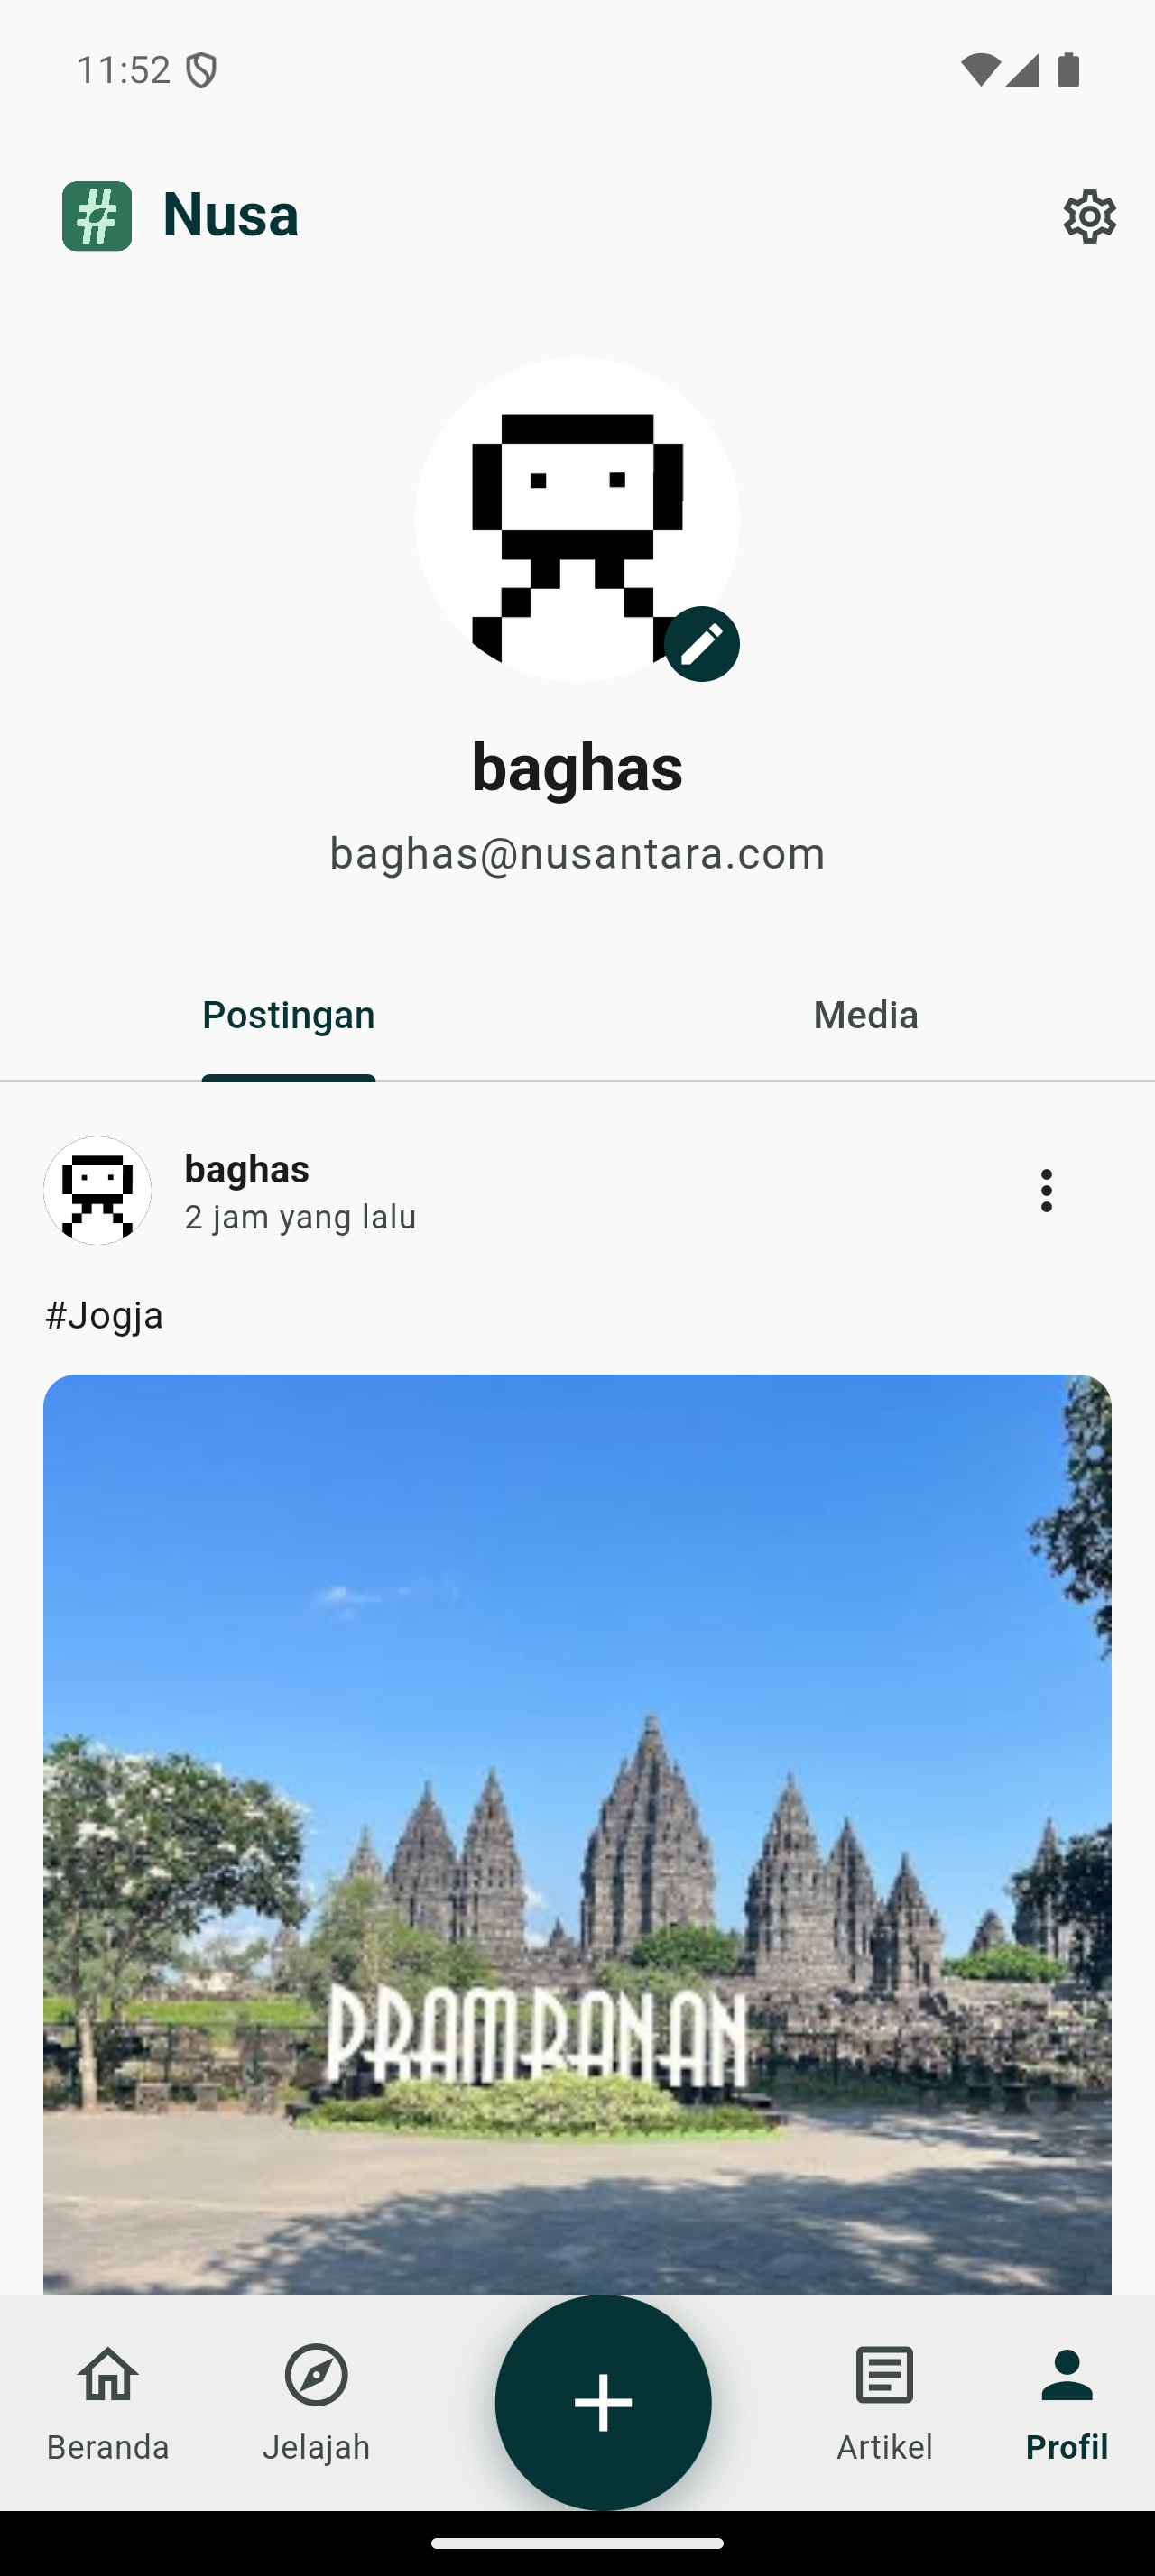 11:52
Nusa
baghas
baghas@nusantara.com
Postingan
Media
baghas
2 jam yang lalu
#Jogja
PRAMBANAN
Beranda
Jelajah
Artikel
Profil